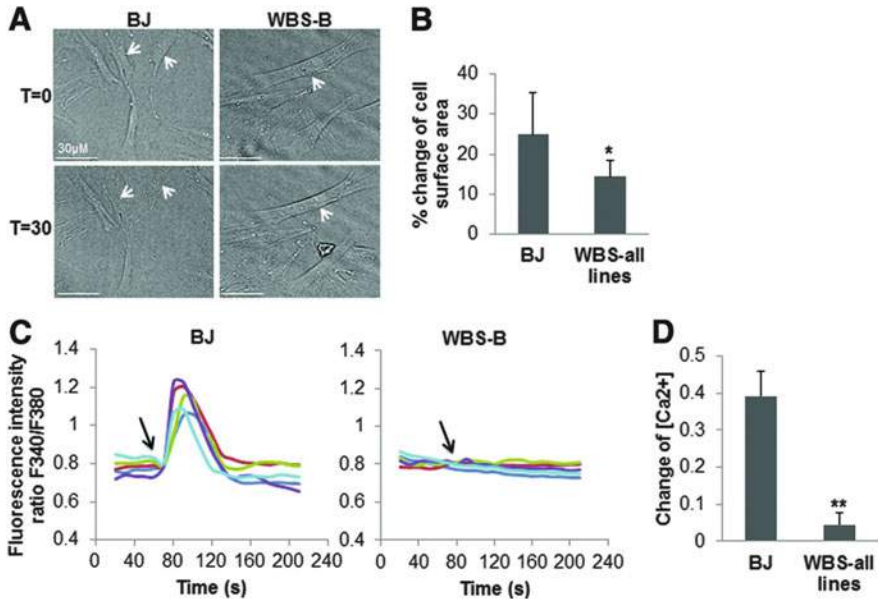 A
BJ
WBS-B
T=0
30µM
T=30
B
% change of cell
surface area
40
30
20
10
0
*
BJ
WBS-all
lines
C
BJ
Fluorescence intensity
ratio F340/F380
1.4
1.2
1
0.8
0.6
0.4
0 40 80 120 160 200 240
Time (s)
WBS-B
1.4
1.2
1
0.8
0.6
0.4
0 40 80 120 160 200 240
Time (s)
D
Change of [Ca2+]
0.5
0.4
0.3
0.2
0.1
0
**
BJ
WBS-all
lines